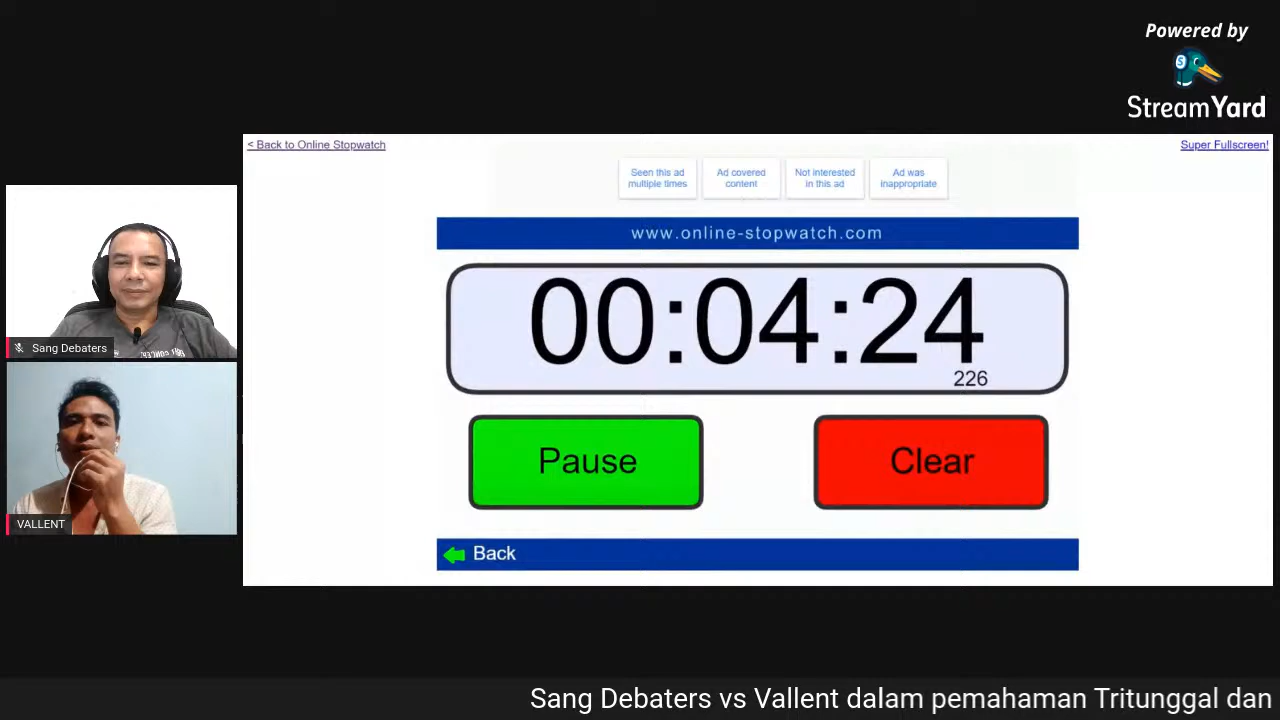 Powered by
StreamYard
< Back to Online Stopwatch
Super Fullscreen!
Seen this ad
multiple times
Ad covered
content
Not interested
in this ad
Ad was
inappropriate
www.online-stopwatch.com
00:04:24
226
Pause
Clear
Back
Sang Debaters
VALLENT
Sang Debaters vs Vallent dalam pemahaman Tritunggal dan